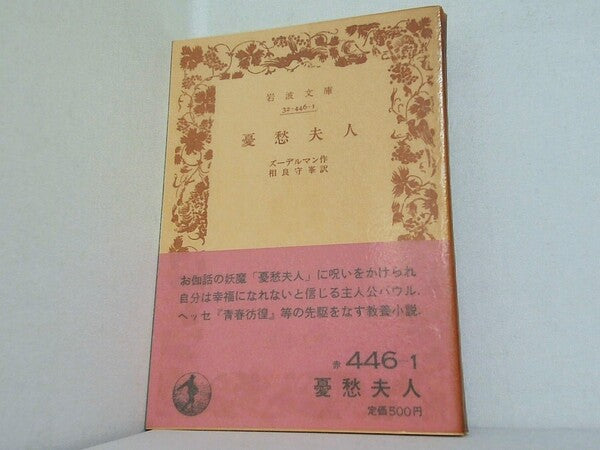 岩波文庫
32-446-1
憂愁夫人
ズーデルマン作
相良守峯訳
お伽話の妖魔「憂愁夫人」に呪いをかけられ
自分は幸福になれないと信じる主人公パウル.
ヘッセ『青春彷徨』等の先駆をなす教養小説.
赤 446-1
憂愁夫人
定価500円